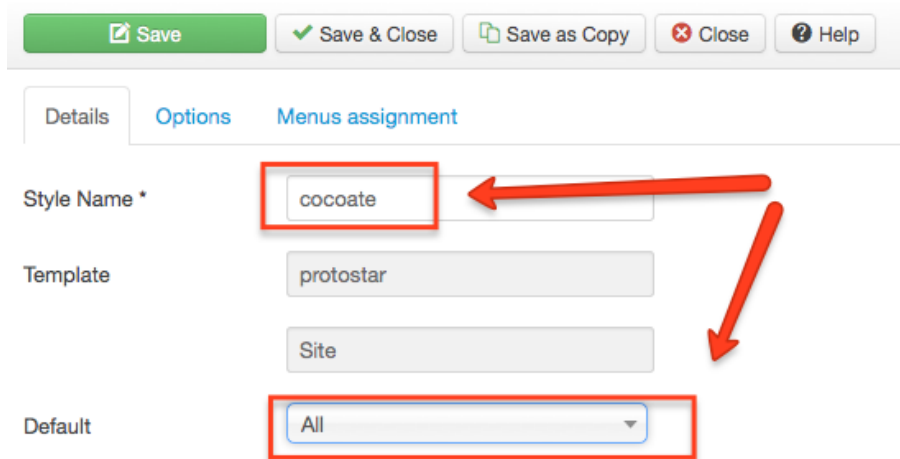 Save Save & Close Save as Copy Close Help
Details Options Menus assignment
Style Name * cocoate
Template protostar
Site
Default All